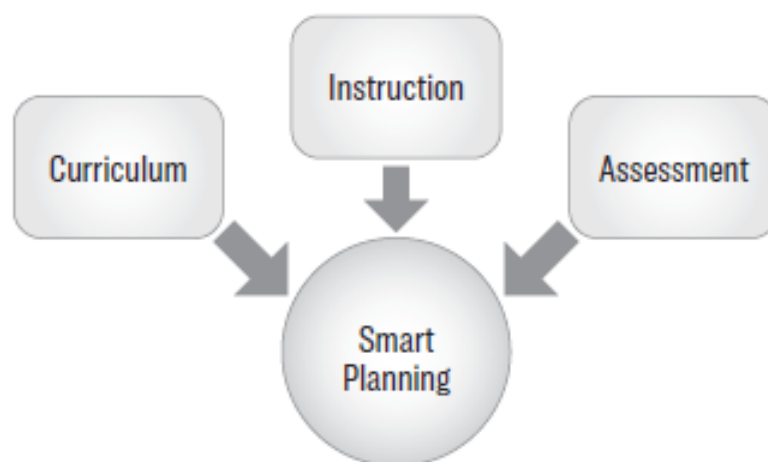 Instruction
Curriculum
Assessment
Smart
Planning